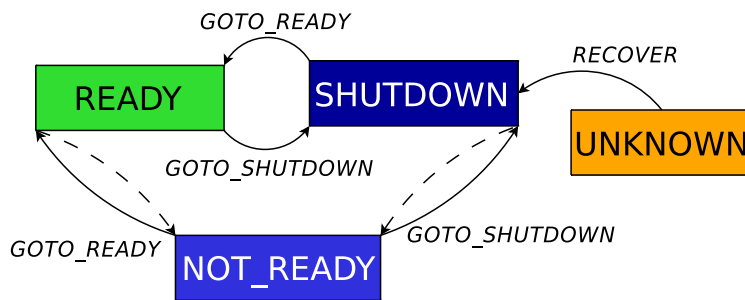 GOTO_READY
RECOVER
READY
SHUTDOWN
UNKNOWN
GOTO_SHUTDOWN
GOTO_READY
GOTO_SHUTDOWN
NOT_READY